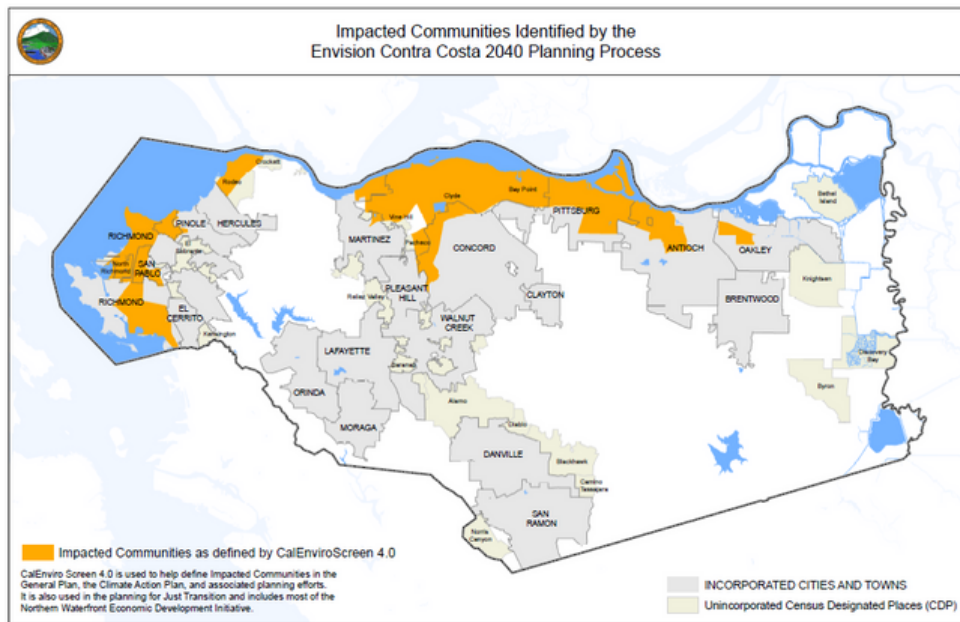 Impacted Communities Identified by the
Envision Contra Costa 2040 Planning Process
Crockett
Rodeo
Bethel
Island
Clyde
Bay Point
PITTSBURG
PINOLE
HERCULES
Vine Hill
RICHMOND
MARTINEZ
Pacheco
CONCORD
ANTIOCH
OAKLEY
El
Sobrante
North
Richmond
SAN
PABLO
Knightsen
RICHMOND
PLEASANT
HILL
CLAYTON
BRENTWOOD
Reliez Valley
EL
CERRITO
WALNUT
CREEK
Kensington
LAFAYETTE
Discovery
Bay
Saranap
ORINDA
Byron
Alamo
MORAGA
Diablo
DANVILLE
Blackhawk
Camino
Tassajara
SAN
RAMON
Norris
Canyon
Impacted Communities as defined by CalEnviroScreen 4.0
CalEnviro Screen 4.0 is used to help define Impacted Communities in the
General Plan, the Climate Action Plan, and associated planning efforts.
It is also used in the planning for Just Transition and includes most of the
Northern Waterfront Economic Development Initiative.
INCORPORATED CITIES AND TOWNS
Unincorporated Census Designated Places (CDP)